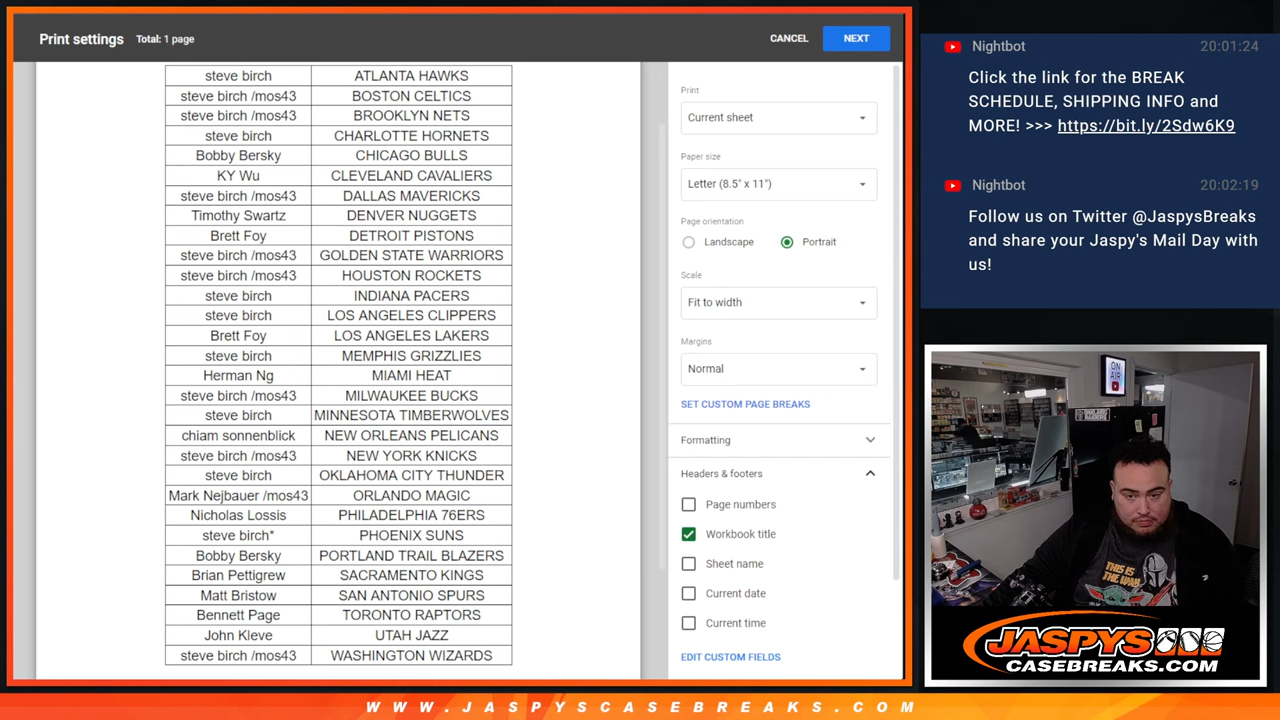 Print settings Total: 1 page CANCEL NEXT
steve birch ATLANTA HAWKS
steve birch /mos43 BOSTON CELTICS
steve birch /mos43 BROOKLYN NETS
steve birch CHARLOTTE HORNETS
Bobby Bersky CHICAGO BULLS
KY Wu CLEVELAND CAVALIERS
steve birch /mos43 DALLAS MAVERICKS
Timothy Swartz DENVER NUGGETS
Brett Foy DETROIT PISTONS
steve birch /mos43 GOLDEN STATE WARRIORS
steve birch /mos43 HOUSTON ROCKETS
steve birch INDIANA PACERS
steve birch LOS ANGELES CLIPPERS
Brett Foy LOS ANGELES LAKERS
steve birch MEMPHIS GRIZZLIES
Herman Ng MIAMI HEAT
steve birch /mos43 MILWAUKEE BUCKS
steve birch MINNESOTA TIMBERWOLVES
chiam sonnenblick NEW ORLEANS PELICANS
steve birch /mos43 NEW YORK KNICKS
steve birch OKLAHOMA CITY THUNDER
Mark Nejbauer /mos43 ORLANDO MAGIC
Nicholas Lossis PHILADELPHIA 76ERS
steve birch* PHOENIX SUNS
Bobby Bersky PORTLAND TRAIL BLAZERS
Brian Pettigrew SACRAMENTO KINGS
Matt Bristow SAN ANTONIO SPURS
Bennett Page TORONTO RAPTORS
John Kleve UTAH JAZZ
steve birch /mos43 WASHINGTON WIZARDS
Print
Current sheet
Paper size
Letter (8.5" x 11")
Page orientation
Landscape Portrait
Scale
Fit to width
Margins
Normal
SET CUSTOM PAGE BREAKS
Formatting
Headers & footers
Page numbers
Workbook title
Sheet name
Current date
Current time
EDIT CUSTOM FIELDS
Nightbot 20:01:24
Click the link for the BREAK
SCHEDULE, SHIPPING INFO and
MORE! >>> https://bit.ly/2Sdw6K9
Nightbot 20:02:19
Follow us on Twitter @JaspysBreaks
and share your Jaspy's Mail Day with
us!
ON
AIR
THIS IS
THE WAY
JASPYS
CASEBREAKS.COM
WWW.JASPYSCASEBREAKS.COM